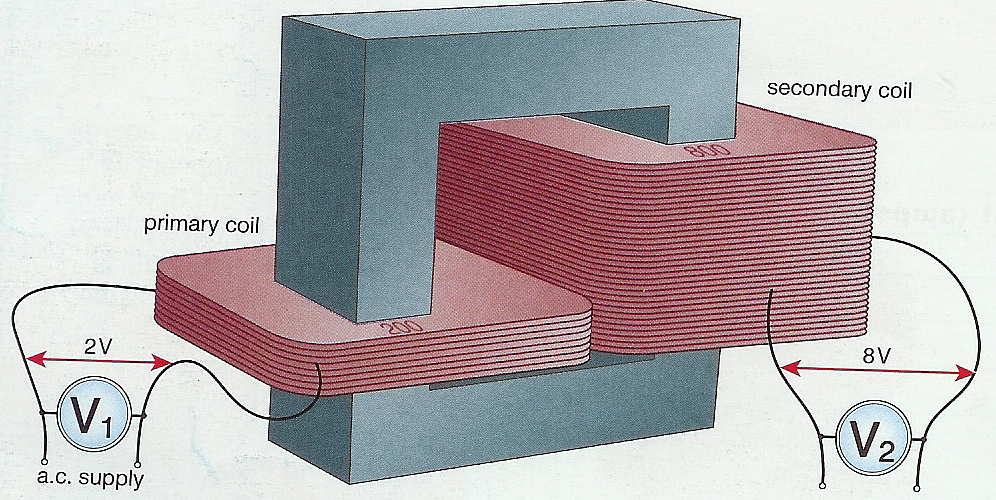 secondary coil
800
primary coil
200
2V
8V
V1
V2
a.c. supply